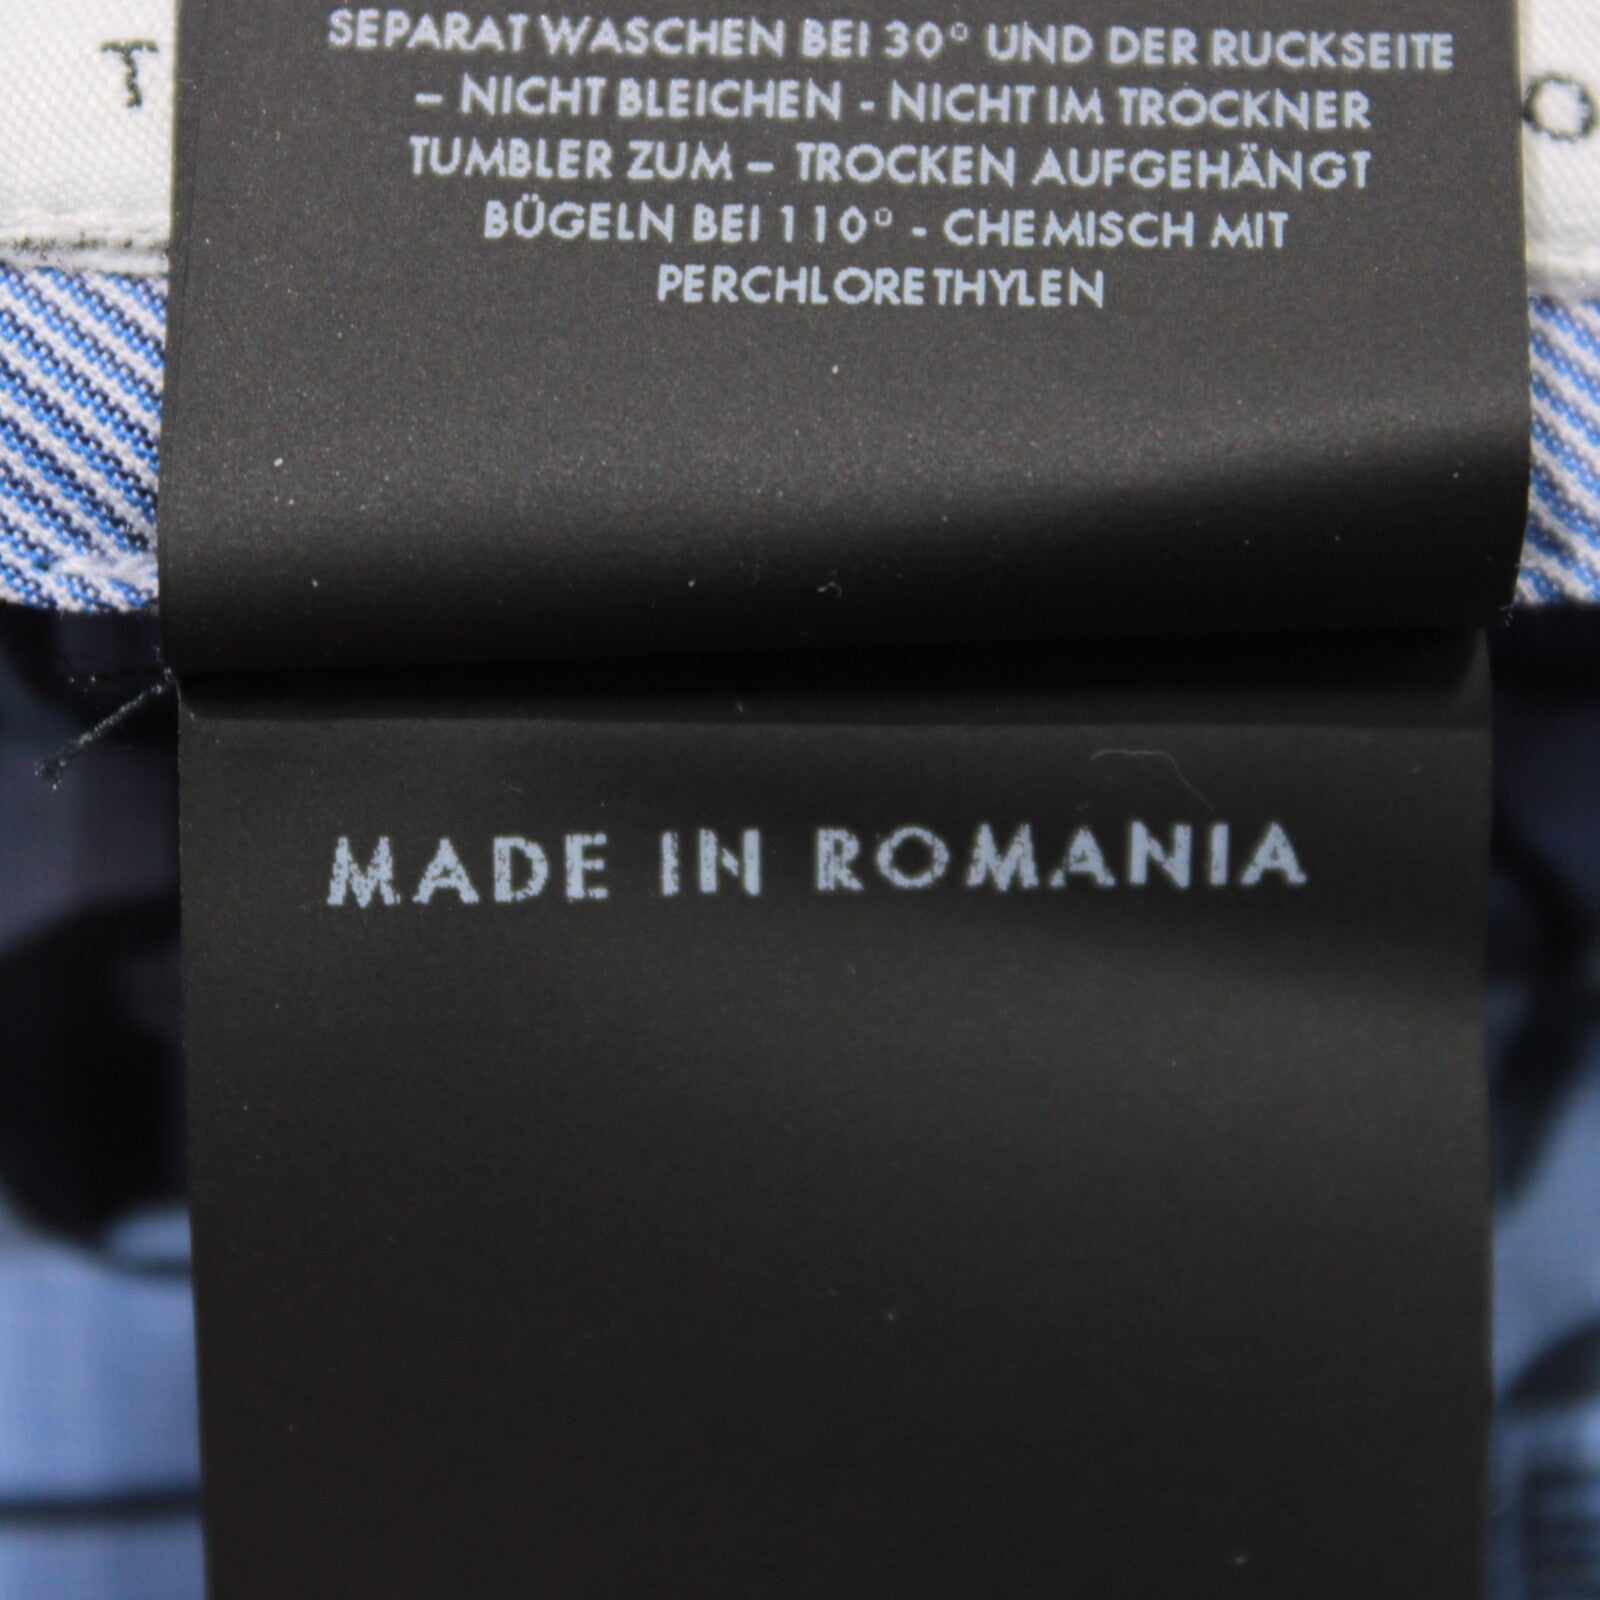 SEPARAT WASCHEN BEI 30° UND DER RUCKSEITE
– NICHT BLEICHEN - NICHT IM TROCKNER
TUMBLER ZUM – TROCKEN AUFGEHÄNGT
BÜGELN BEI 110° - CHEMISCH MIT
PERCHLORETHYLEN
T
O
MADE IN ROMANIA